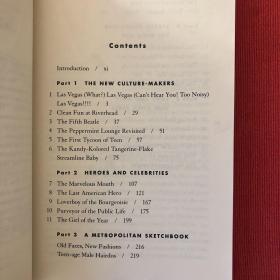 Contents
Introduction / xi
Part 1 THE NEW CULTURE-MAKERS
1 Las Vegas (What?) Las Vegas (Can't Hear You! Too Noisy)
Las Vegas!!!! / 3
2 Clean Fun at Riverhead / 29
3 The Fifth Beatle / 37
4 The Peppermint Lounge Revisited / 51
5 The First Tycoon of Teen / 57
6 The Kandy-Kolored Tangerine-Flake
Streamline Baby / 75
Part 2 HEROES AND CELEBRITIES
7 The Marvelous Mouth / 107
8 The Last American Hero / 121
9 Loverboy of the Bourgeoisie / 167
10 Purveyor of the Public Life / 175
11 The Girl of the Year / 199
Part 3 A METROPOLITAN SKETCHBOOK
Old Faces, New Fashions / 216
Teen-age Male Hairdos / 219